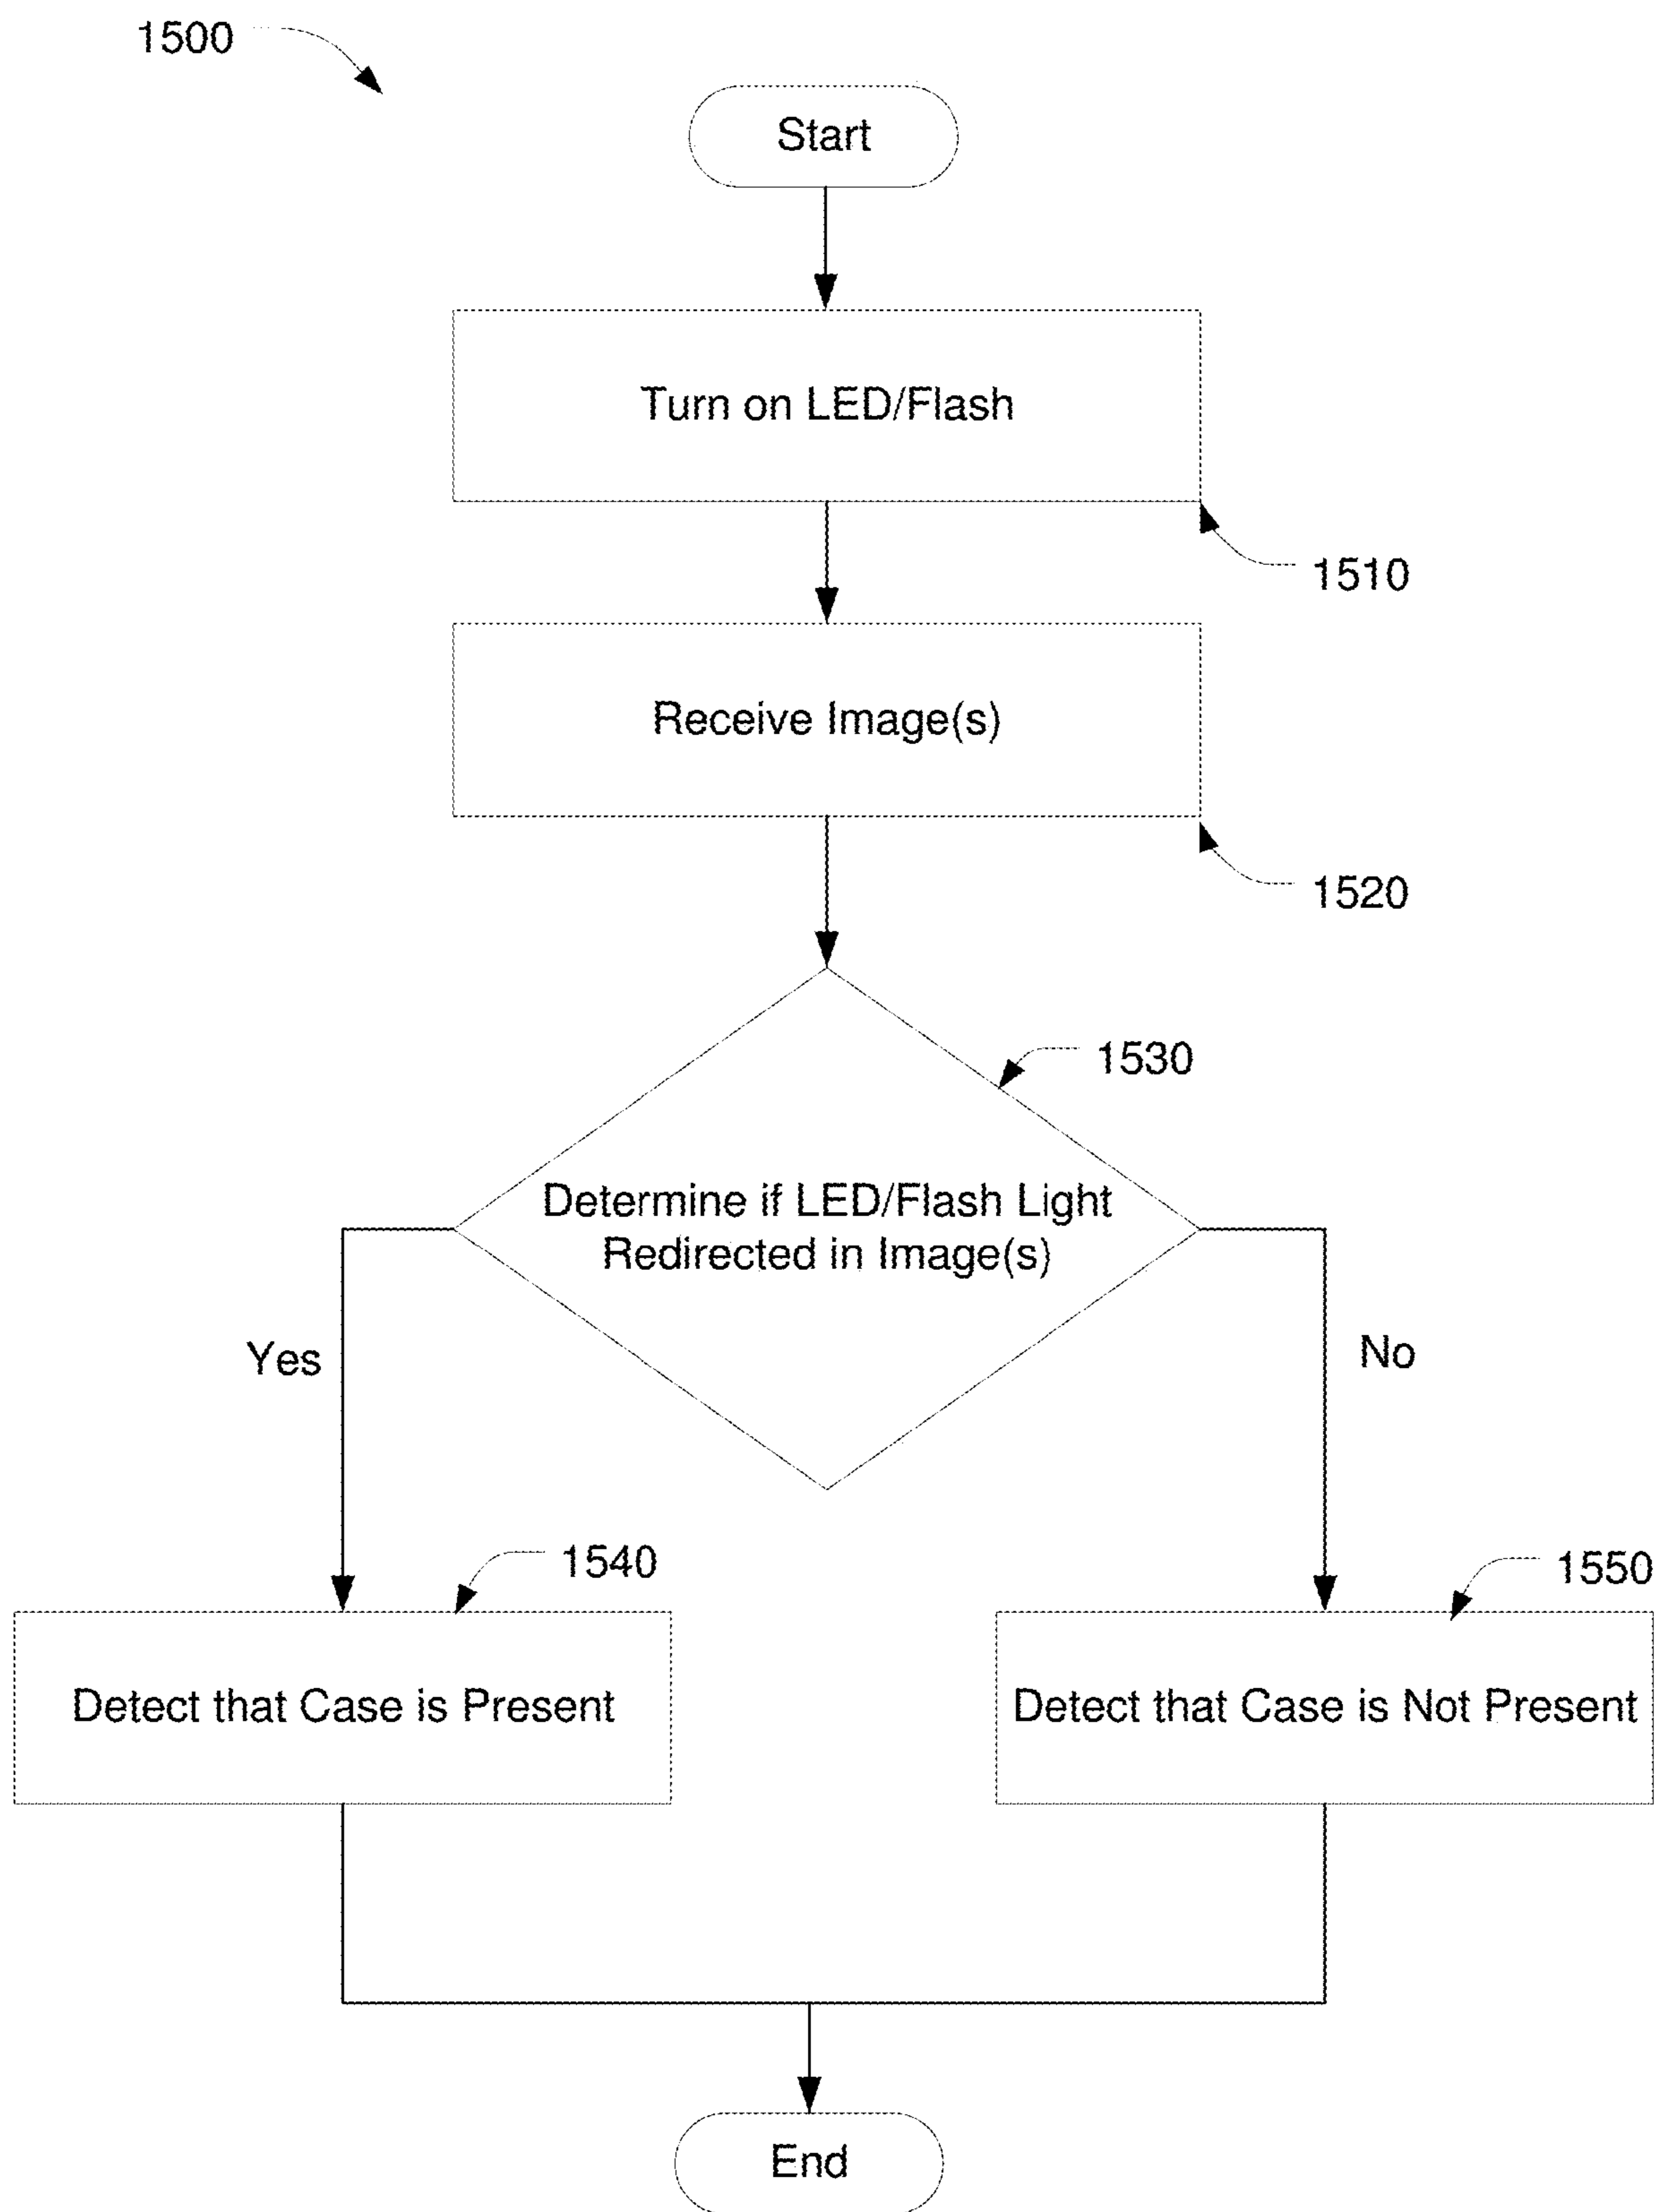 1500
Start
Turn on LED/Flash
1510
Receive Image(s)
1520
1530
Determine if LED/Flash Light
Redirected in Image(s)
Yes
No
1540
1550
Detect that Case is Present
Detect that Case is Not Present
End